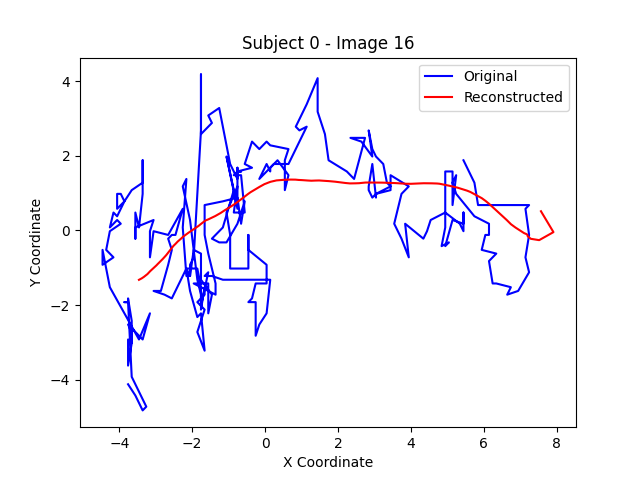 Subject 0 - Image 16
Original
Reconstructed
Y Coordinate
4
2
0
−2
−4
−4
−2
0
2
4
6
8
X Coordinate